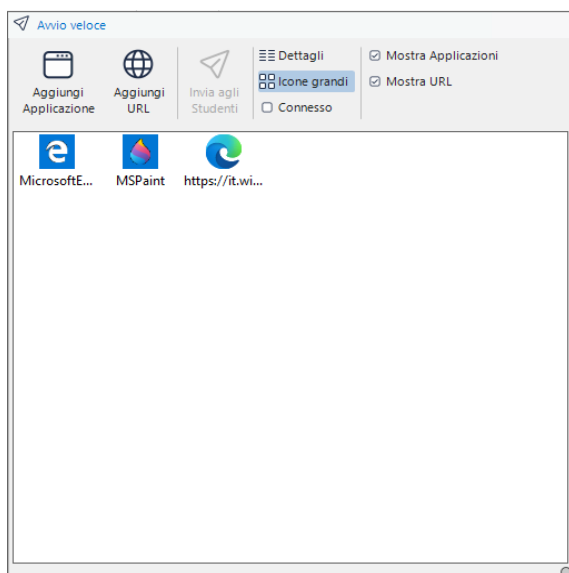 Avvio veloce
Aggiungi
Applicazione
Aggiungi
URL
Invia agli
Studenti
Dettagli
Icone grandi
Connesso
Mostra Applicazioni
Mostra URL
MicrosoftE...
MSPaint
https://it.wi...